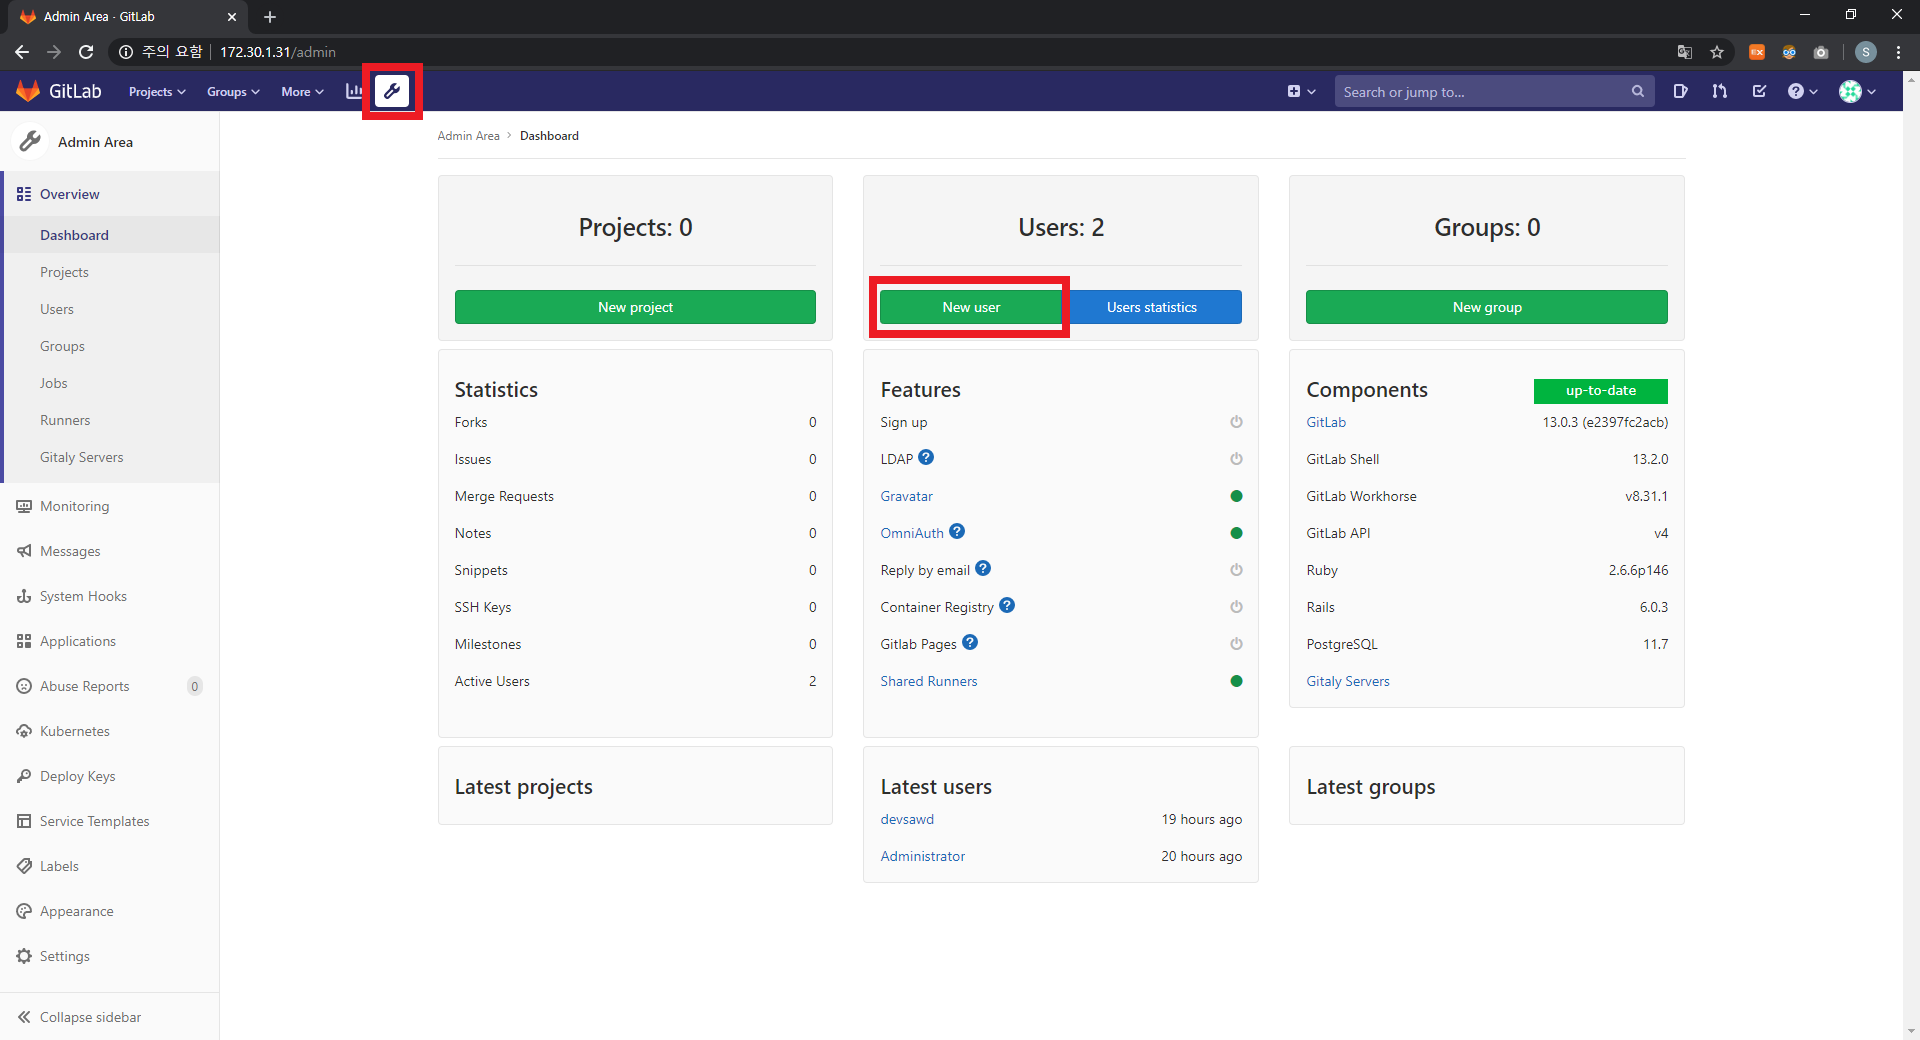 Admin Area · GitLab
주의 요함 172.30.1.31/admin
S
GitLab Projects Groups More Search or jump to...
Admin Area
Overview
Dashboard
Projects
Users
Groups
Jobs
Runners
Gitaly Servers
Monitoring
Messages
System Hooks
Applications
Abuse Reports 0
Kubernetes
Deploy Keys
Service Templates
Labels
Appearance
Settings
Collapse sidebar
Admin Area > Dashboard
Projects: 0
New project
Users: 2
New user Users statistics
Groups: 0
New group
Statistics
Forks 0
Issues 0
Merge Requests 0
Notes 0
Snippets 0
SSH Keys 0
Milestones 0
Active Users 2
Features
Sign up
LDAP ?
Gravatar
OmniAuth ?
Reply by email ?
Container Registry ?
Gitlab Pages ?
Shared Runners
Components up-to-date
GitLab 13.0.3 (e2397fc2acb)
GitLab Shell 13.2.0
GitLab Workhorse v8.31.1
GitLab API v4
Ruby 2.6.6p146
Rails 6.0.3
PostgreSQL 11.7
Gitaly Servers
Latest projects
Latest users
devsawd 19 hours ago
Administrator 20 hours ago
Latest groups